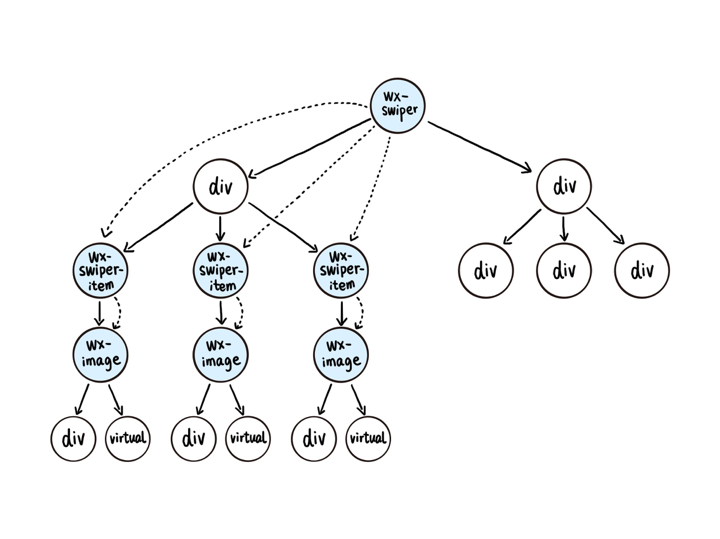 wx-
swiper
div
div
wx-
swiper-
item
wx-
swiper-
item
wx-
swiper-
item
div
div
div
wx-
image
wx-
image
wx-
image
div
virtual
div
virtual
div
virtual